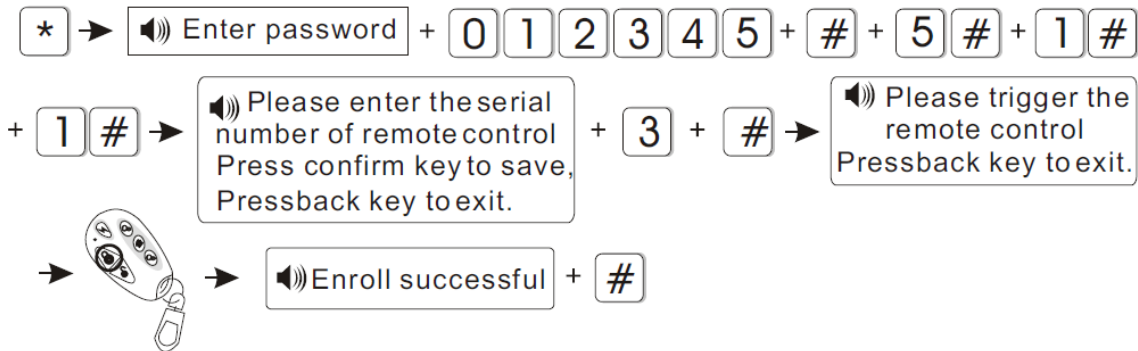 * Enter password + 0 1 2 3 4 5 + # + 5 # + 1 #
+ 1 # Please enter the serial number of remote control Press confirm key to save, Pressback key to exit. + 3 + # Please trigger the remote control Pressback key to exit.
Enroll successful + #